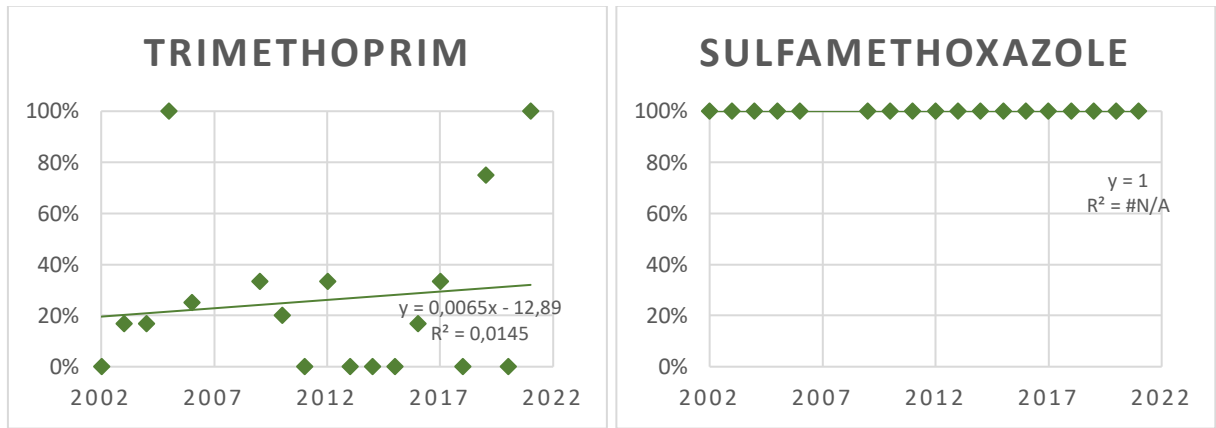 TRIMETHOPRIM
100%
80%
60%
40%
20%
0%
y = 0,0065x - 12,89
R² = 0,0145
2002 2007 2012 2017 2022
SULFAMETHOXAZOLE
100%
80%
60%
40%
20%
0%
y = 1
R² = #N/A
2002 2007 2012 2017 2022